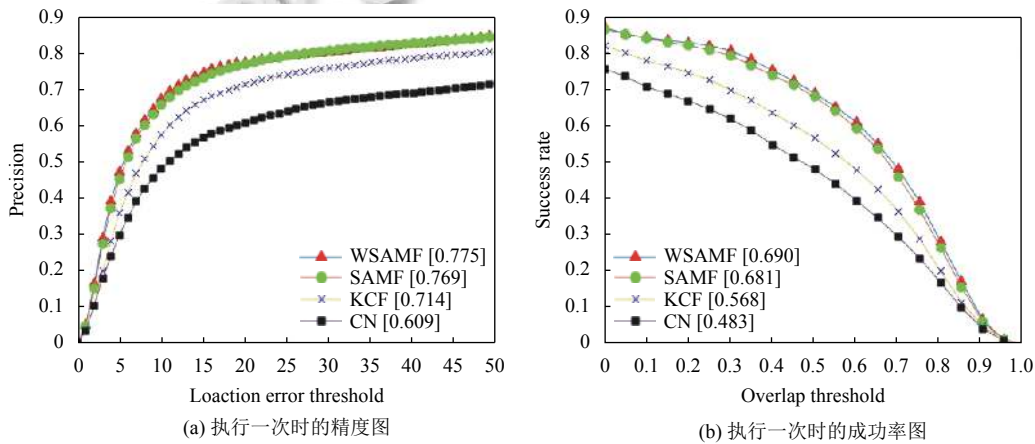 0.9
0.8
0.7
0.6
0.5
0.4
0.3
0.2
0.1
0
Precision
WSAMF [0.775]
SAMF [0.769]
KCF [0.714]
CN [0.609]
0 5 10 15 20 25 30 35 40 45 50
Loaction error threshold
(a) 执行一次时的精度图
0.9
0.8
0.7
0.6
0.5
0.4
0.3
0.2
0.1
0
Success rate
WSAMF [0.690]
SAMF [0.681]
KCF [0.568]
CN [0.483]
0 0.1 0.2 0.3 0.4 0.5 0.6 0.7 0.8 0.9 1.0
Overlap threshold
(b) 执行一次时的成功率图